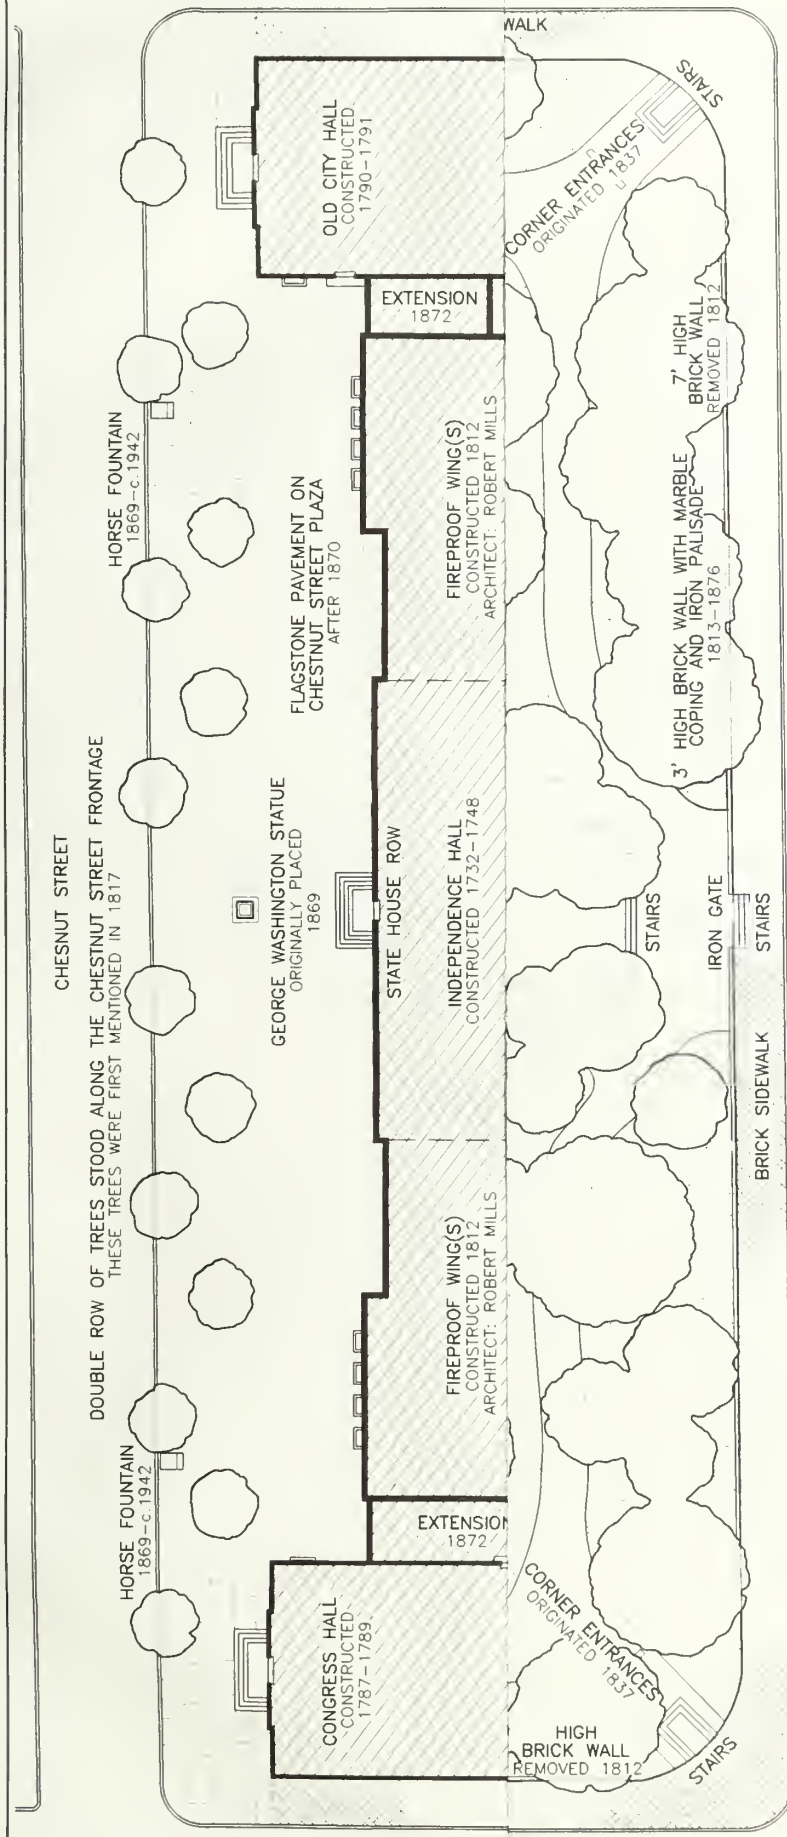 CHESNUT STREET
DOUBLE ROW OF TREES STOOD ALONG THE CHESTNUT STREET FRONTAGE
THESE TREES WERE FIRST MENTIONED IN 1817
HORSE FOUNTAIN
1869-c.1942
HORSE FOUNTAIN
1869-c.1942
GEORGE WASHINGTON STATUE
ORIGINALLY PLACED
1869
FLAGSTONE PAVEMENT ON
CHESTNUT STREET PLAZA
AFTER 1870
CONGRESS HALL
CONSTRUCTED
1787-1789
EXTENSION
1872
FIREPROOF WING(S)
CONSTRUCTED 1812
ARCHITECT: ROBERT MILLS
STATE HOUSE ROW
INDEPENDENCE HALL
CONSTRUCTED 1732-1748
FIREPROOF WING(S)
CONSTRUCTED 1812
ARCHITECT: ROBERT MILLS
EXTENSION
1872
OLD CITY HALL
CONSTRUCTED
1790-1791
WALK
HIGH
BRICK WALL
REMOVED 1812
CORNER ENTRANCES
ORIGINATED 1837
STAIRS
STAIRS
IRON GATE
STAIRS
BRICK SIDEWALK
3' HIGH BRICK WALL WITH MARBLE
COPING AND IRON PALISADE
1813-1876
7' HIGH
BRICK WALL
REMOVED 1812
CORNER ENTRANCES
ORIGINATED 1837
STAIRS